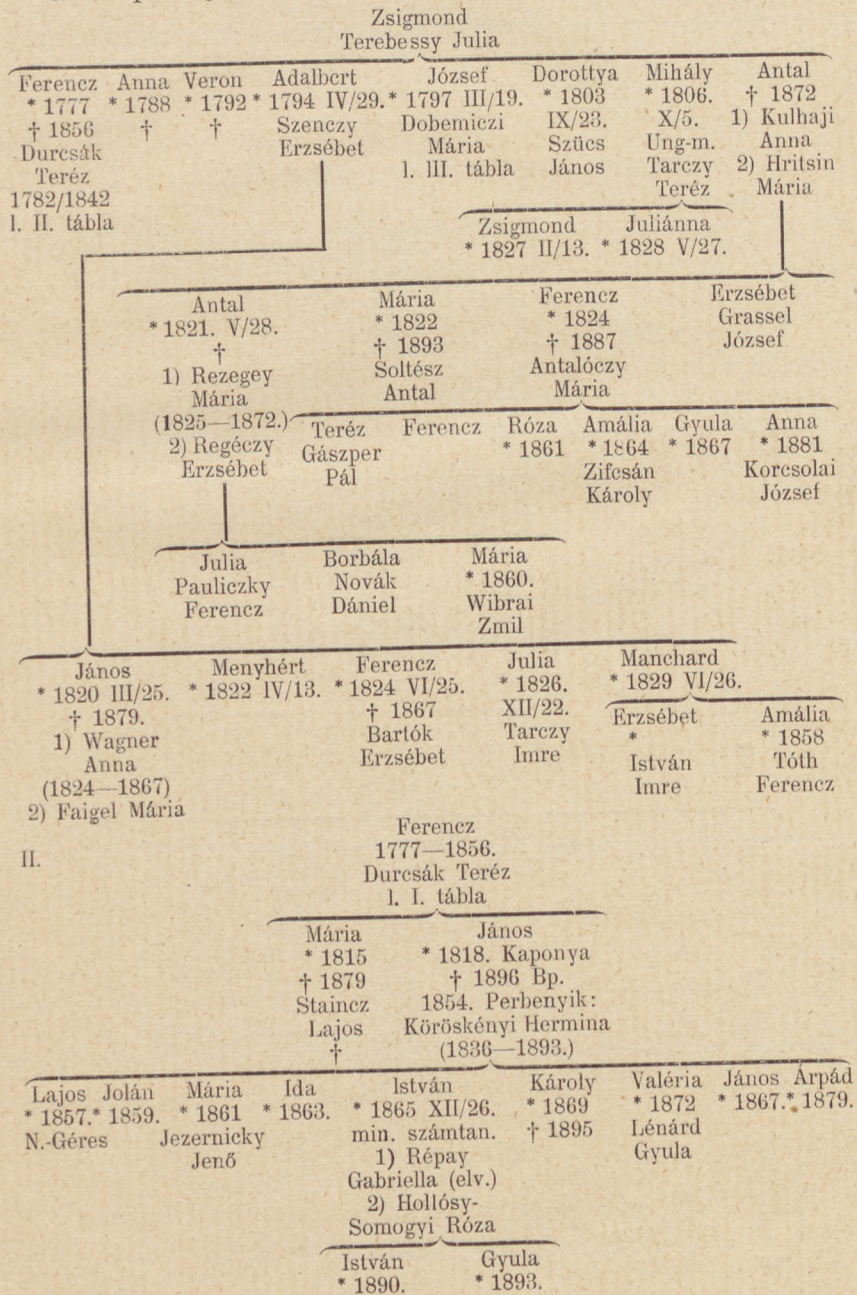 Zsigmond
Terebessy Julia
Ferencz Anna Veron Adalbert József Dorottya Mihály Antal
* 1777 * 1788 * 1792 * 1794 IV/29. * 1797 III/19. * 1803 * 1806. † 1872
† 1856 † † Szenczy Dobemiczi IX/23. X/5. 1) Kulhaji
Durcsák Erzsébet Mária Szücs Ung-m. Anna
Teréz l. III. tábla János Tarczy 2) Hritsin
1782/1842 Teréz Mária
l. II. tábla
Zsigmond Juliánna
* 1827 II/13. * 1828 V/27.
Antal Mária Ferencz Erzsébet
* 1821. V/28. * 1822 * 1824 Grassel
† † 1893 † 1887 József
1) Rezegey Soltész Antalóczy
Mária Antal Mária
(1825—1872.)
2) Regéczy
Erzsébet
Teréz Ferencz Róza Amália Gyula Anna
Gászper * 1861 * 1864 * 1867 * 1881
Pál Zifcsán Korcsolai
Károly József
Julia Borbála Mária
Pauliczky Novák * 1860.
Ferencz Dániel Wibrai
Zmil
János Menyhért Ferencz Julia Manchard
* 1820 III/25. * 1822 IV/13. * 1824 VI/25. * 1826. * 1829 VI/26.
† 1879. † 1867 XII/22.
1) Wagner Bartók Tarczy
Anna Erzsébet Imre
(1824—1867)
2) Faigel Mária
Erzsébet Amália
* * 1858
István Tóth
Imre Ferencz
II.
Ferencz
1777—1856.
Durcsák Teréz
l. I. tábla
Mária János
* 1815 * 1818. Kaponya
† 1879 † 1896 Bp.
Staincz 1854. Perbenyik:
Lajos Köröskényi Hermina
† (1836—1893.)
Lajos Jolán Mária Ida István Károly Valéria János Árpád
* 1857. * 1859. * 1861 * 1863. * 1865 XII/26. * 1869 * 1872 * 1867. * 1879.
N.-Géres Jezernicky min. számtan. † 1895 Lénárd
Jenő 1) Répay Gyula
Gabriella (elv.)
2) Hollósy-
Somogyi Róza
István Gyula
* 1890. * 1893.